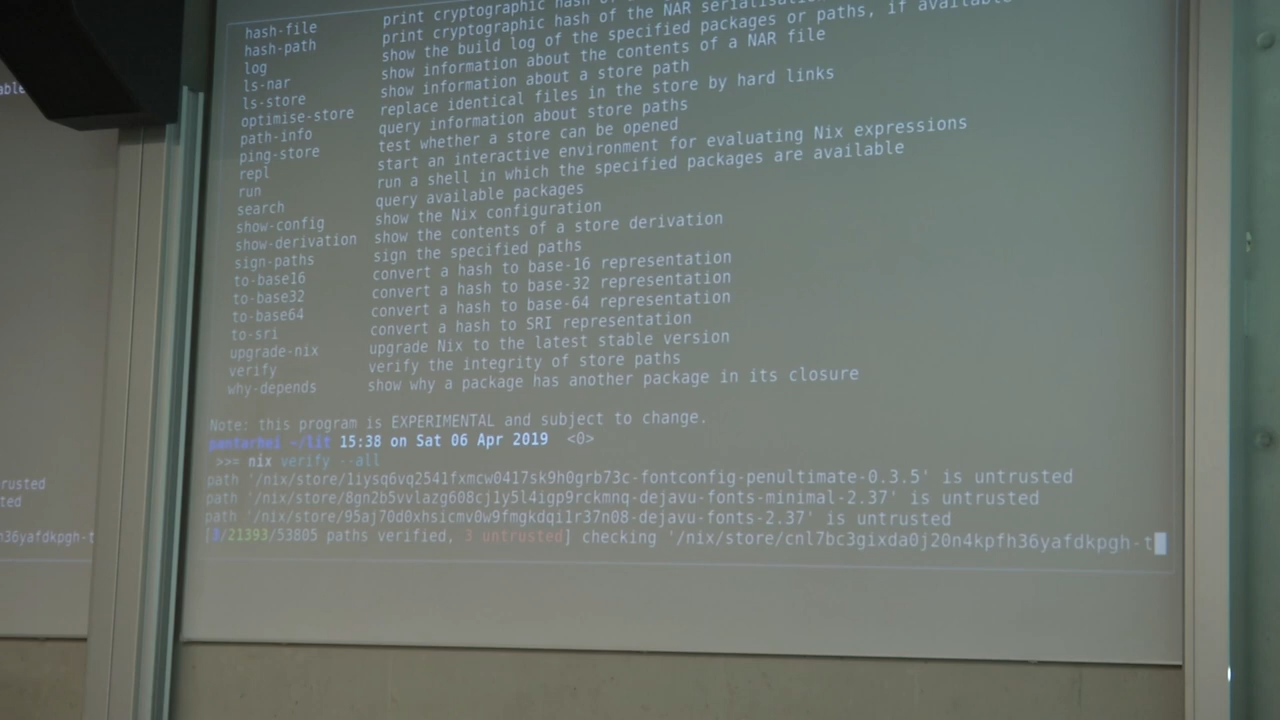 able
hash-file print cryptographic hash of
hash-path print cryptographic hash of the NAR serialisation
log show the build log of the specified packages or paths, if available
ls-nar show information about the contents of a NAR file
ls-store show information about a store path
optimise-store replace identical files in the store by hard links
path-info query information about store paths
ping-store test whether a store can be opened
repl start an interactive environment for evaluating Nix expressions
run run a shell in which the specified packages are available
search query available packages
show-config show the Nix configuration
show-derivation show the contents of a store derivation
sign-paths sign the specified paths
to-base16 convert a hash to base-16 representation
to-base32 convert a hash to base-32 representation
to-base64 convert a hash to base-64 representation
to-sri convert a hash to SRI representation
upgrade-nix upgrade Nix to the latest stable version
verify verify the integrity of store paths
why-depends show why a package has another package in its closure
Note: this program is EXPERIMENTAL and subject to change.
~/lit 15:38 on Sat 06 Apr 2019 <0>
>>= nix verify --all
path '/nix/store/1iysq6vq2541fxmcw0417sk9h0grb73c-fontconfig-penultimate-0.3.5' is untrusted
path '/nix/store/8gn2b5vvlazg608cj1y5l4igp9rckmnq-dejavu-fonts-minimal-2.37' is untrusted
path '/nix/store/95aj70d0xhsicmv0w9fmgkdqi1r37n08-dejavu-fonts-2.37' is untrusted
[3/21393/53805 paths verified, 3 untrusted] checking '/nix/store/cnl7bc3gixda0j20n4kpfh36yafdkpgh-t
rusted
ted
n36yafdkpgh-t